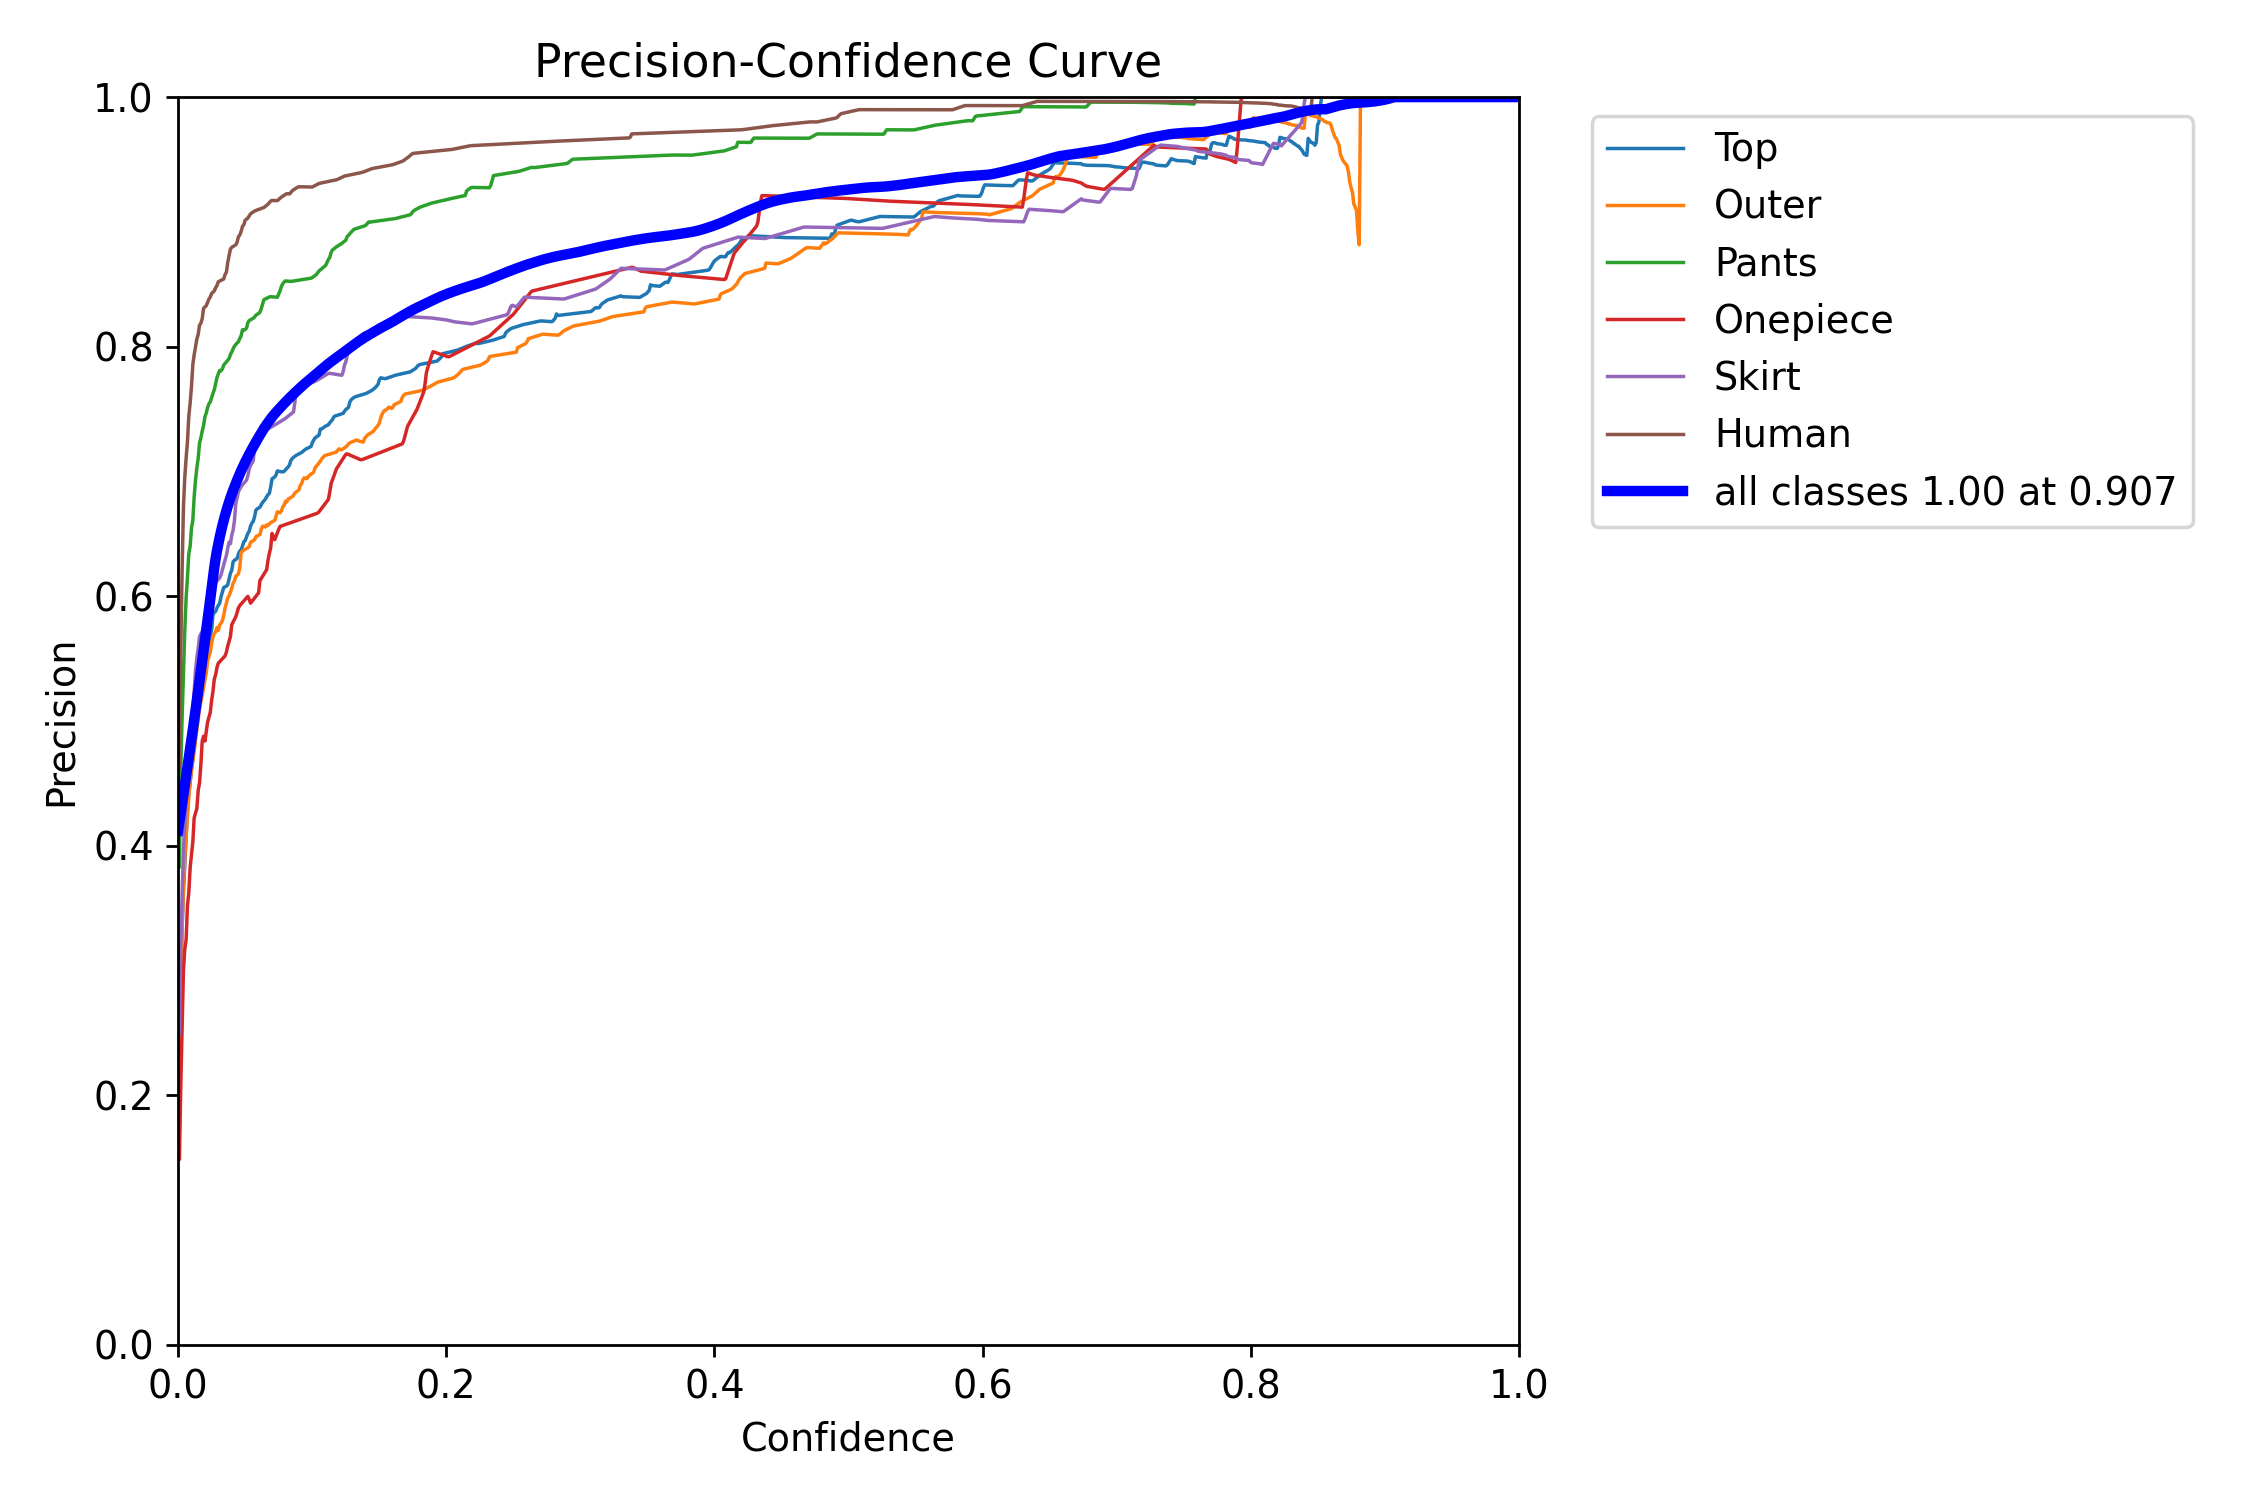 Precision-Confidence Curve
1.0
0.8
0.6
0.4
0.2
0.0
Precision
0.0 0.2 0.4 0.6 0.8 1.0
Confidence
Top
Outer
Pants
Onepiece
Skirt
Human
all classes 1.00 at 0.907